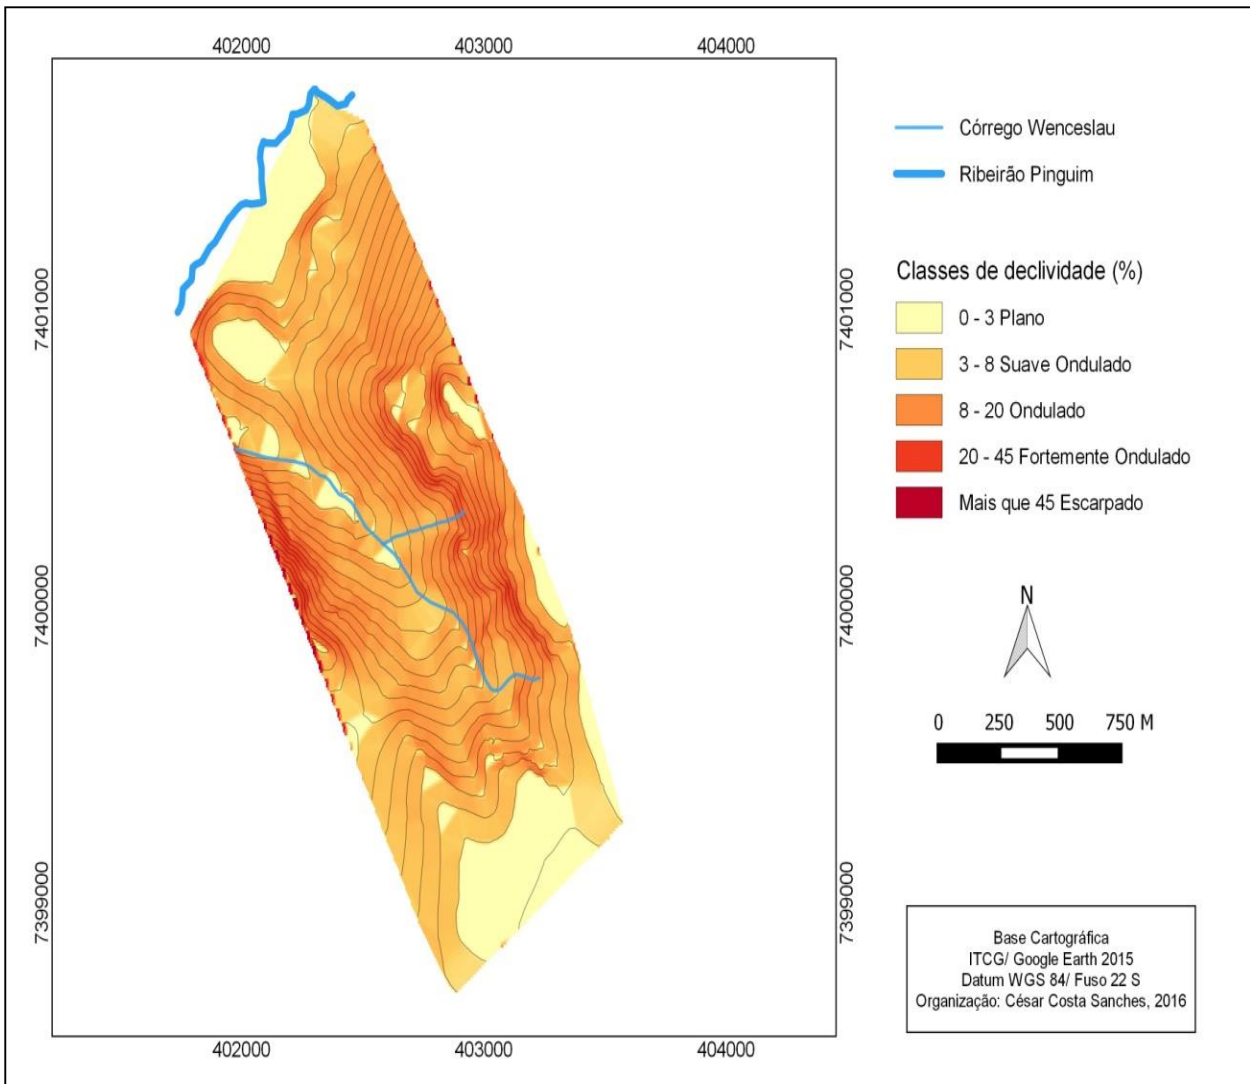 402000 403000 404000
7401000
7400000
7399000
7401000
7400000
7399000
402000 403000 404000
Córrego Wenceslau
Ribeirão Pinguim
Classes de declividade (%)
0 - 3 Plano
3 - 8 Suave Ondulado
8 - 20 Ondulado
20 - 45 Fortemente Ondulado
Mais que 45 Escarpado
N
0 250 500 750 M
Base Cartográfica
ITCG/ Google Earth 2015
Datum WGS 84/ Fuso 22 S
Organização: César Costa Sanches, 2016